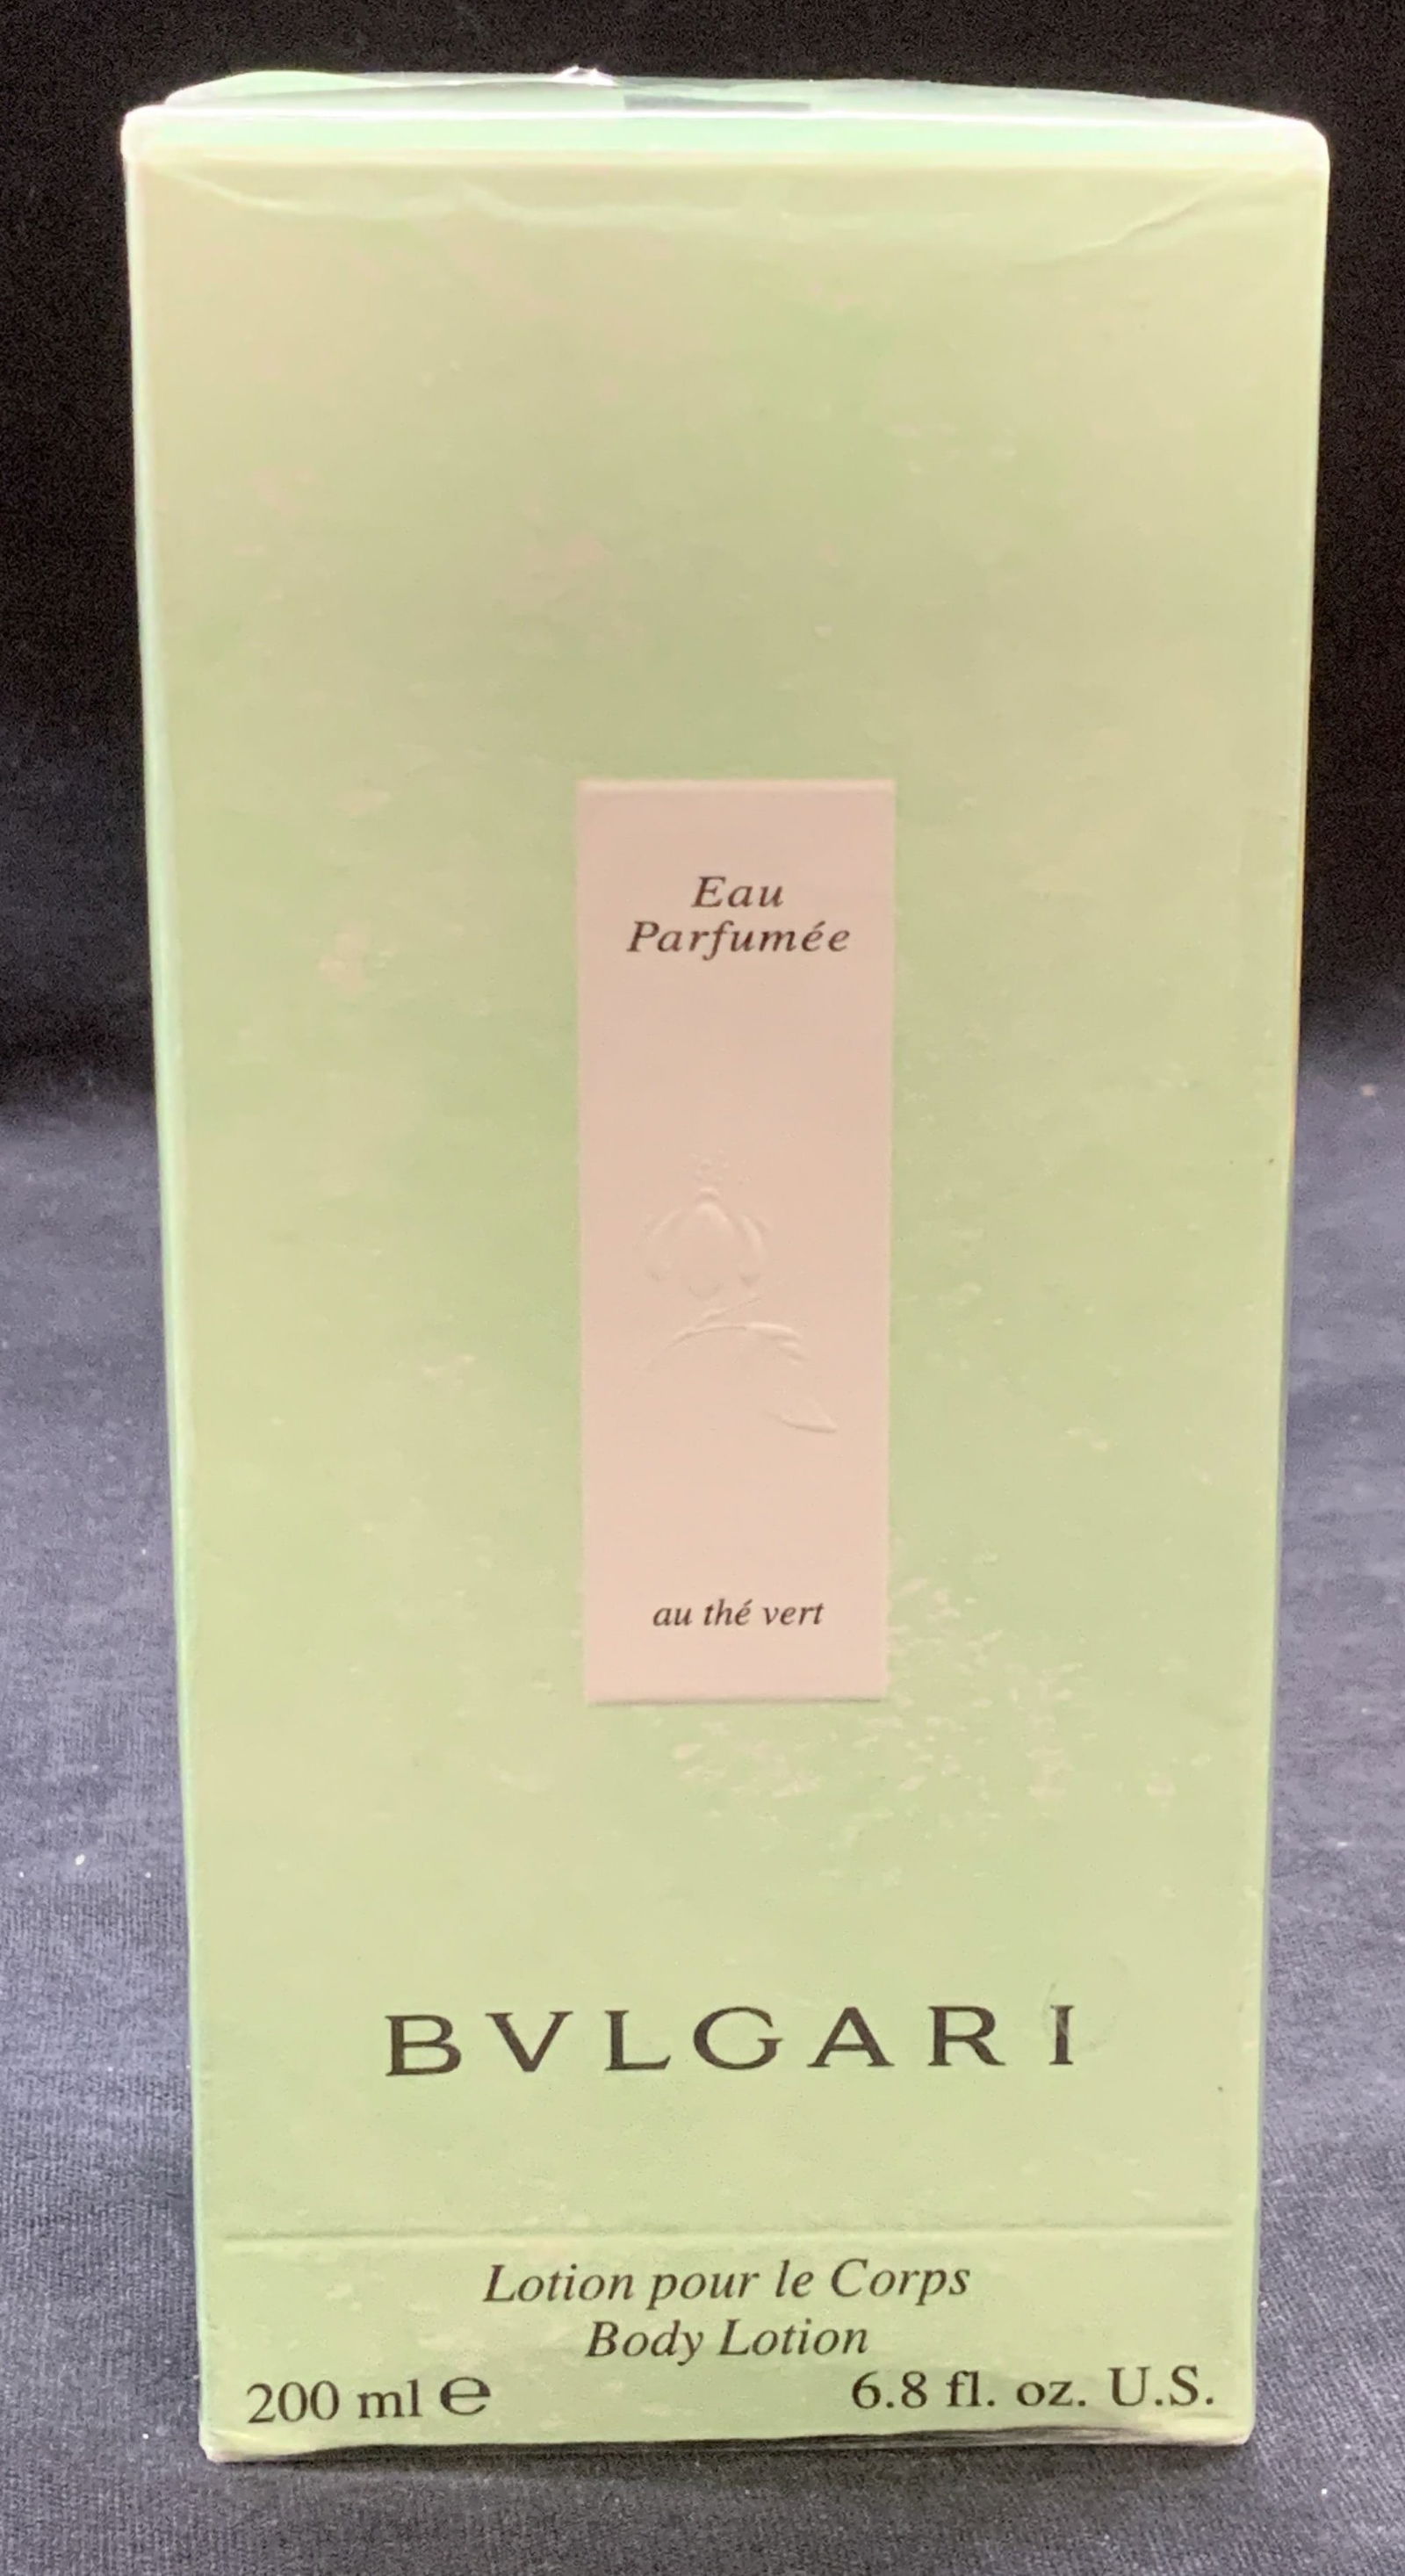 Eau
Parfumée
au thé vert
BVLGARI
Lotion pour le Corps
Body Lotion
200 ml ℮ 6.8 fl. oz. U.S.